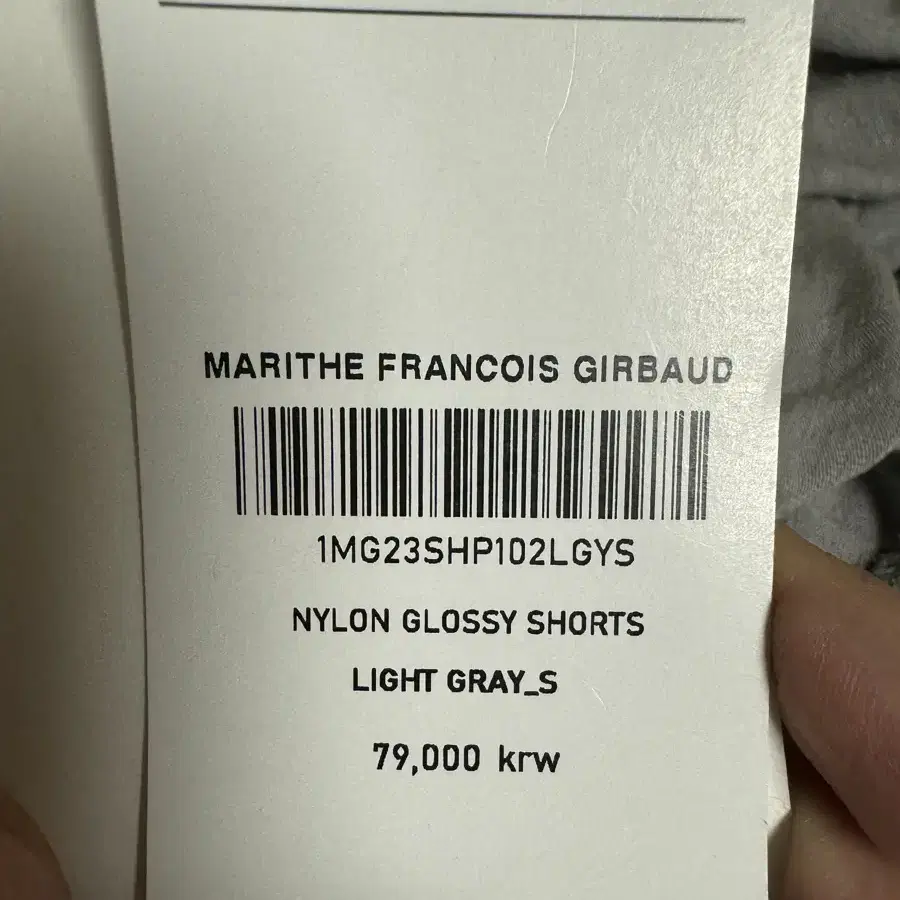 MARITHE FRANCOIS GIRBAUD
1MG23SHP102LGYS
NYLON GLOSSY SHORTS
LIGHT GRAY_S
79,000 krw